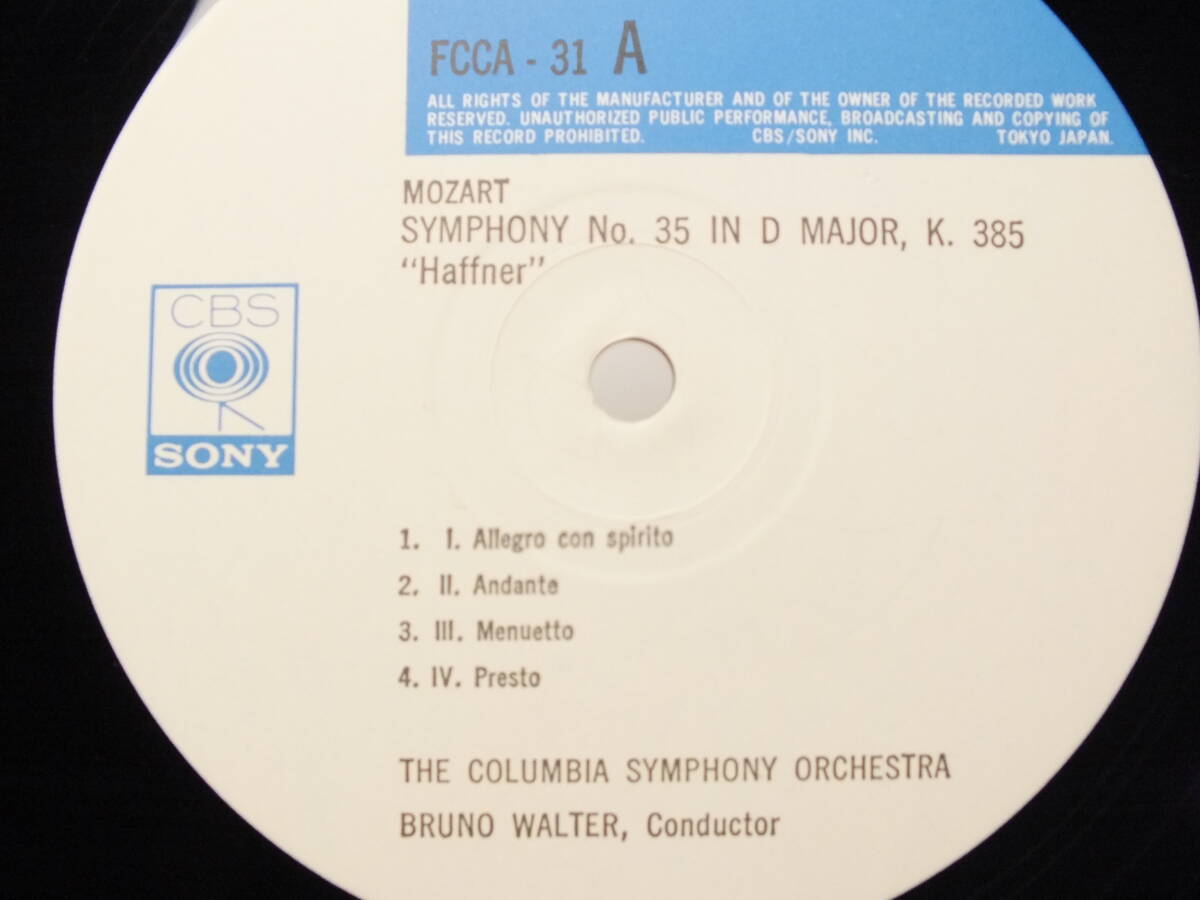 FCCA - 31 A
ALL RIGHTS OF THE MANUFACTURER AND OF THE OWNER OF THE RECORDED WORK
RESERVED. UNAUTHORIZED PUBLIC PERFORMANCE, BROADCASTING AND COPYING OF
THIS RECORD PROHIBITED. CBS/SONY INC. TOKYO JAPAN.
MOZART
SYMPHONY No. 35 IN D MAJOR, K. 385
"Haffner"
CBS
SONY
1. I. Allegro con spirito
2. II. Andante
3. III. Menuetto
4. IV. Presto
THE COLUMBIA SYMPHONY ORCHESTRA
BRUNO WALTER, Conductor